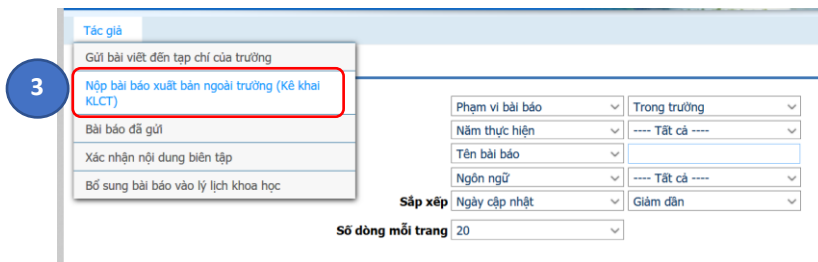 Tác giả
Gửi bài viết đến tạp chí của trường
Nộp bài báo xuất bản ngoài trường (Kê khai
KLCT)
3
Bài báo đã gửi
Xác nhận nội dung biên tập
Bổ sung bài báo vào lý lịch khoa học
Phạm vi bài báo Trong trường
Năm thực hiện ---- Tất cả ----
Tên bài báo
Ngôn ngữ ---- Tất cả ----
Sắp xếp Ngày cập nhật Giảm dần
Số dòng mỗi trang 20